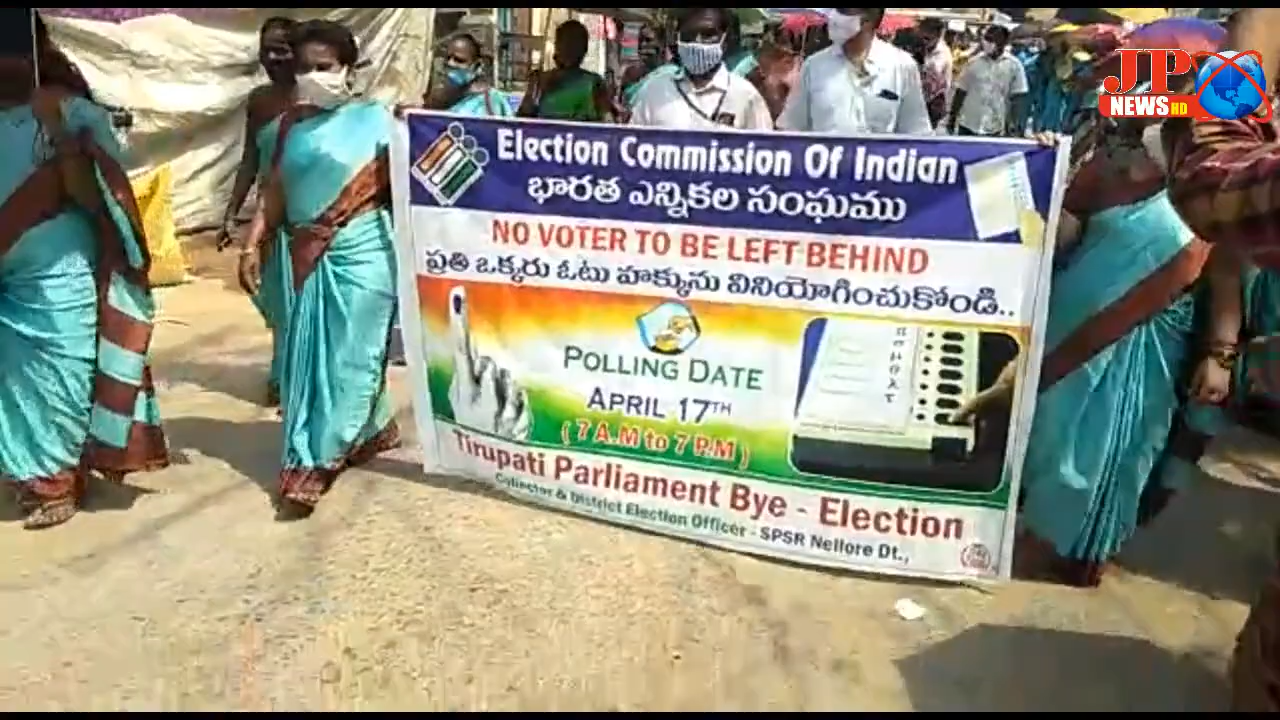 JP
NEWS HD
Election Commission Of Indian
భారత ఎన్నికల సంఘము
NO VOTER TO BE LEFT BEHIND
ప్రతి ఒక్కరు ఓటు హక్కును వినియోగించుకోండి..
POLLING DATE
APRIL 17TH
( 7 A.M to 7 P.M )
Tirupati Parliament Bye - Election
Collector & District Election Officer - SPSR Nellore Dt.,